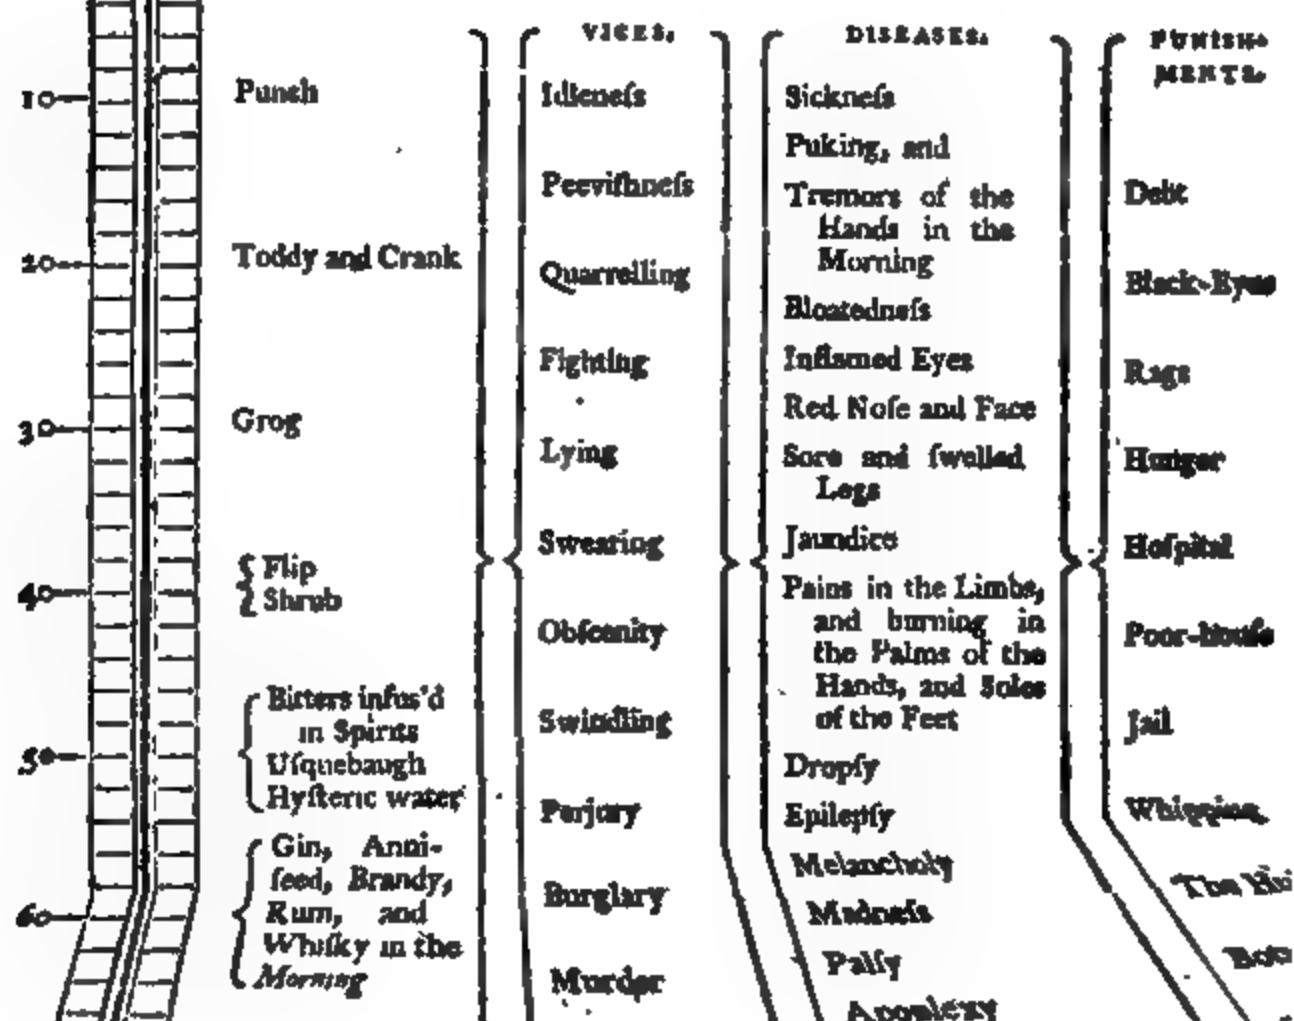 10
20
30
40
50
60
Punch
Toddy and Crank
Grog
Flip
Shrub
Bitters infus'd
in Spirits
Uſquebaugh
Hyſteric water
Gin, Anni-
ſeed, Brandy,
Rum, and
Whiſky in the
Morning
VICES.
Idleneſs
Peeviſhneſs
Quarrelling
Fighting
Lying
Swearing
Obſcenity
Swindling
Perjury
Burglary
Murder
DISEASES.
Sickneſs
Puking, and
Tremors of the
Hands in the
Morning
Bloatedneſs
Inflamed Eyes
Red Noſe and Face
Sore and ſwelled
Legs
Jaundice
Pains in the Limbs,
and burning in
the Palms of the
Hands, and Soles
of the Feet
Dropſy
Epilepſy
Melancholy
Madneſs
Palſy
Apoplexy
PUNISH-
MENTS.
Debt
Black-Eyes
Rags
Hunger
Hoſpital
Poor-houſe
Jail
Whipping
The